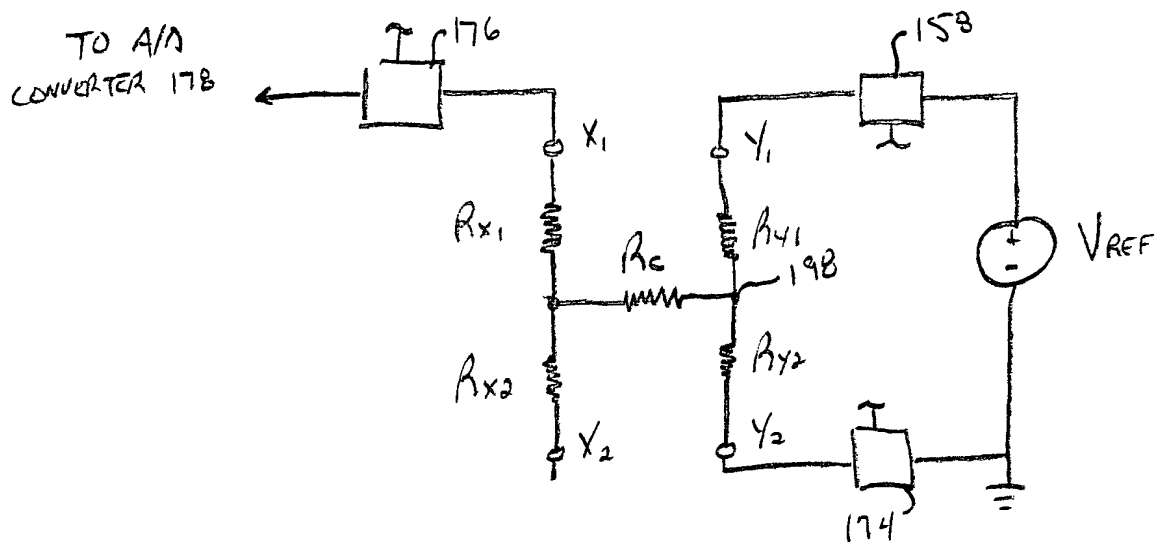 TO A/D
CONVERTER 178
176
158
X1
Y1
RX1
RY1
VREF
+
-
RC
198
RX2
RY2
X2
Y2
174